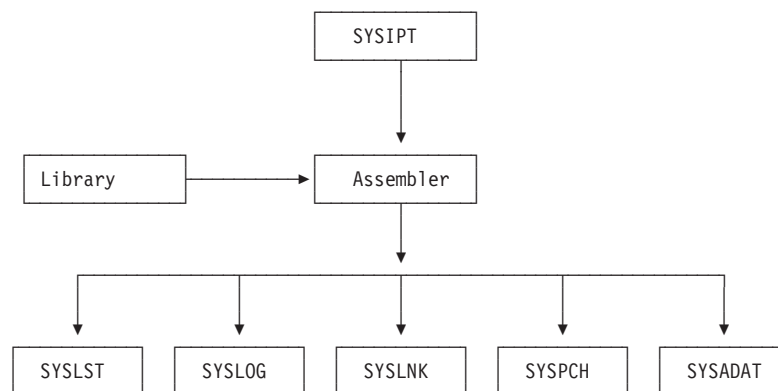 SYSIPT
Library
Assembler
SYSLST
SYSLOG
SYSLNK
SYSPCH
SYSADAT